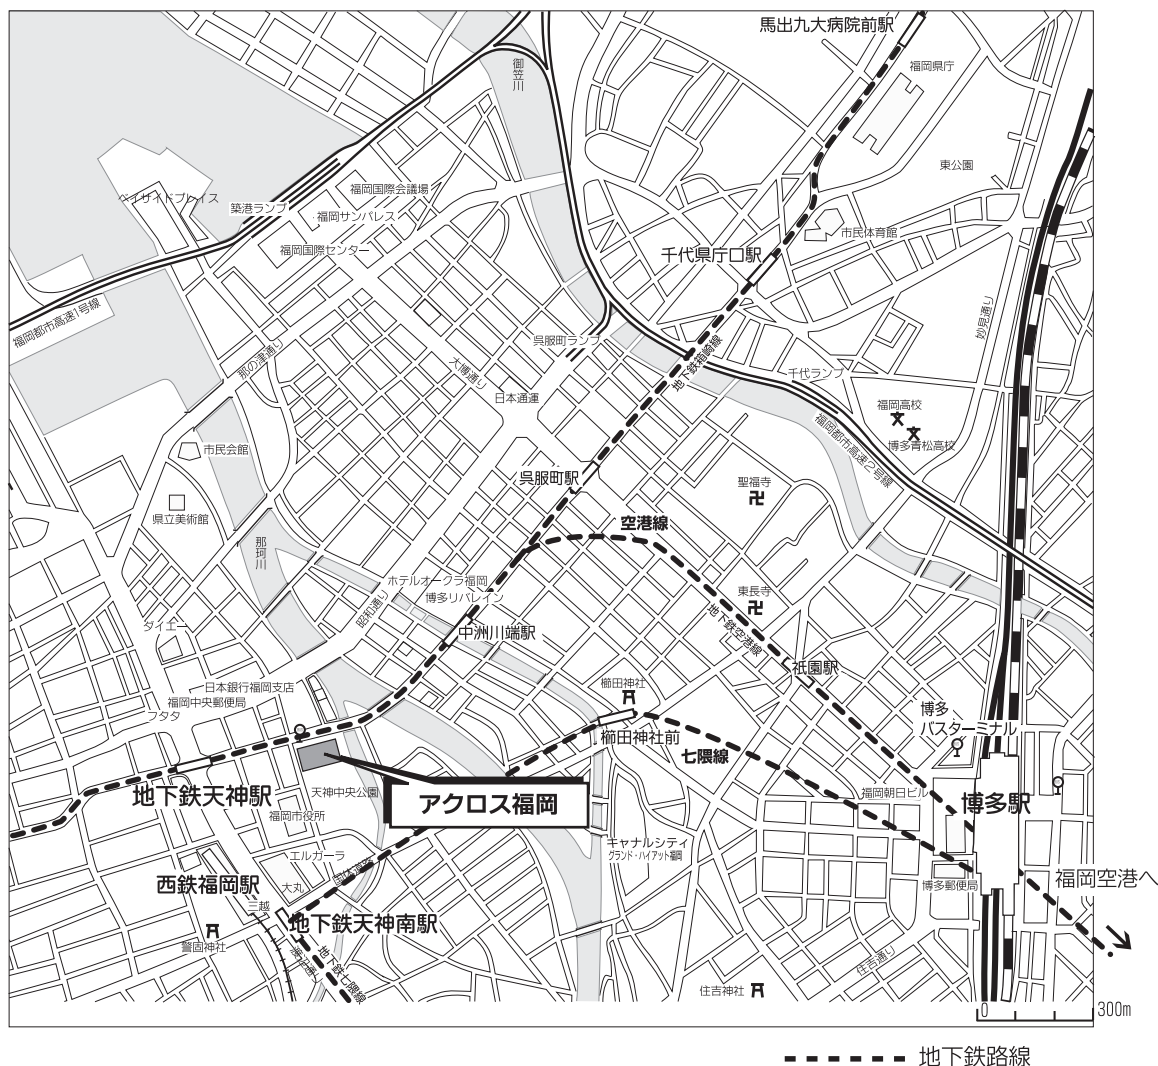 馬出九大病院前駅
福岡県庁
御笠川
東公園
ベイサイドプレイス
福岡国際会議場
築港ランプ
福岡サンパレス
市民体育館
福岡国際センター
千代県庁口駅
福岡都市高速1号線
妙見通り
呉服町ランプ
那の津通り
大博通り
地下鉄箱崎線
千代ランプ
日本通運
福岡高校
博多青松高校
福岡都市高速2号線
市民会館
呉服町駅
聖福寺
県立美術館
空港線
那珂川
ホテルオークラ福岡
博多リバレイン
東長寺
昭和通り
地下鉄空港線
ダイエー
中洲川端駅
祇園駅
日本銀行福岡支店
櫛田神社
福岡中央郵便局
フタタ
博多
バスターミナル
櫛田神社前
七隈線
地下鉄天神駅
天神中央公園
アクロス福岡
福岡朝日ビル
博多駅
福岡市役所
キャナルシティ
グランド・ハイアット福岡
エルガーラ
国体道路
西鉄福岡駅
大丸
博多郵便局
福岡空港へ
三越
地下鉄天神南駅
警固神社
渡辺通り
地下鉄七隈線
住吉通り
住吉神社
0
300m
地下鉄路線